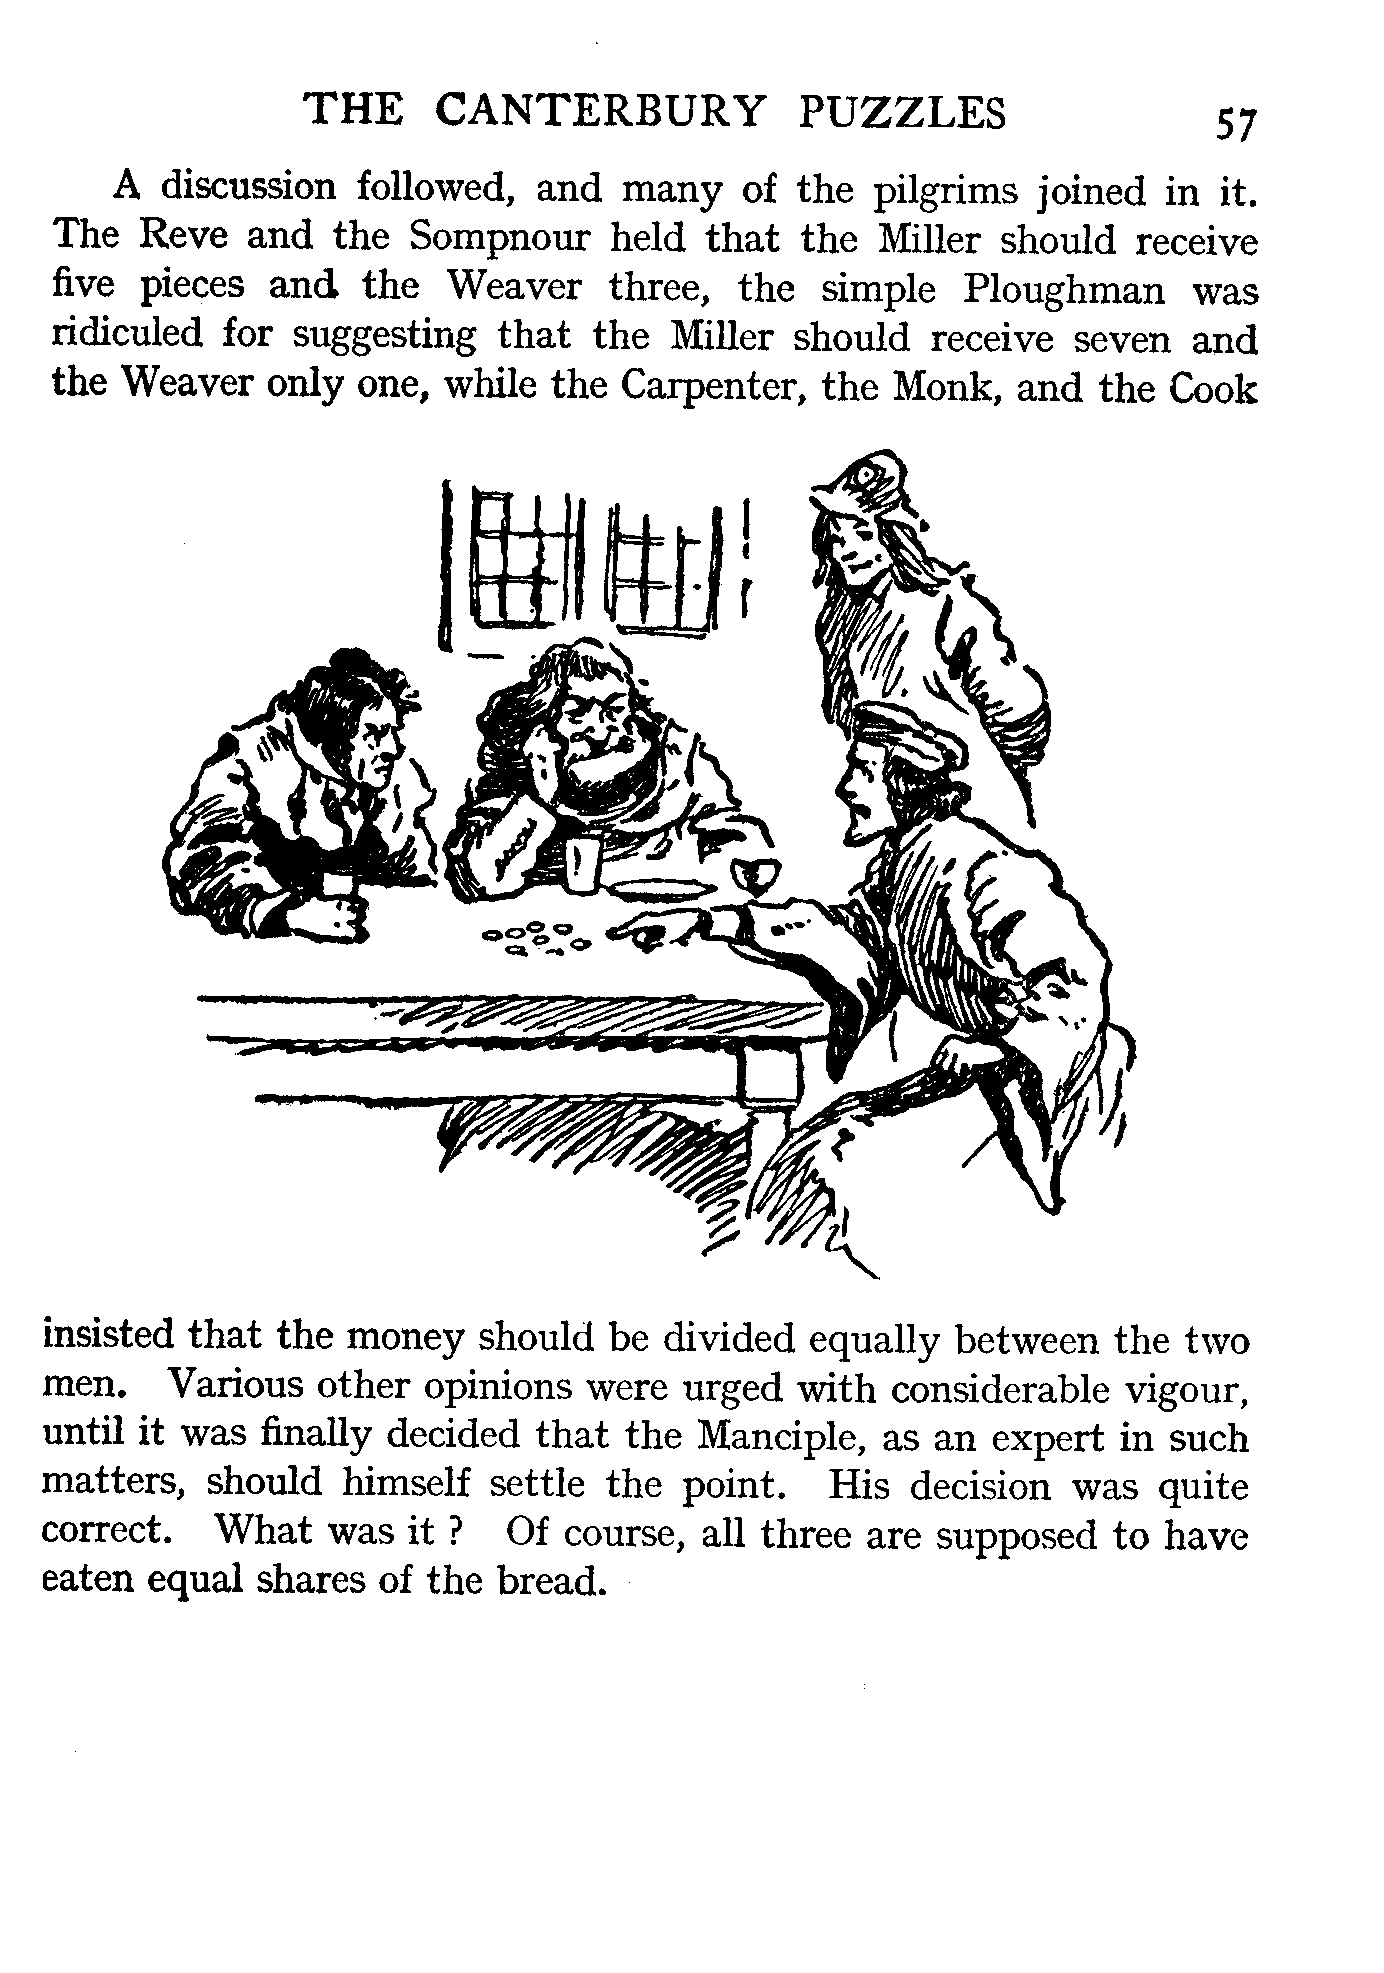 THE CANTERBURY PUZZLES 57
A discussion followed, and many of the pilgrims joined in it.
The Reve and the Sompnour held that the Miller should receive
five pieces and the Weaver three, the simple Ploughman was
ridiculed for suggesting that the Miller should receive seven and
the Weaver only one, while the Carpenter, the Monk, and the Cook
insisted that the money should be divided equally between the two
men. Various other opinions were urged with considerable vigour,
until it was finally decided that the Manciple, as an expert in such
matters, should himself settle the point. His decision was quite
correct. What was it ? Of course, all three are supposed to have
eaten equal shares of the bread.